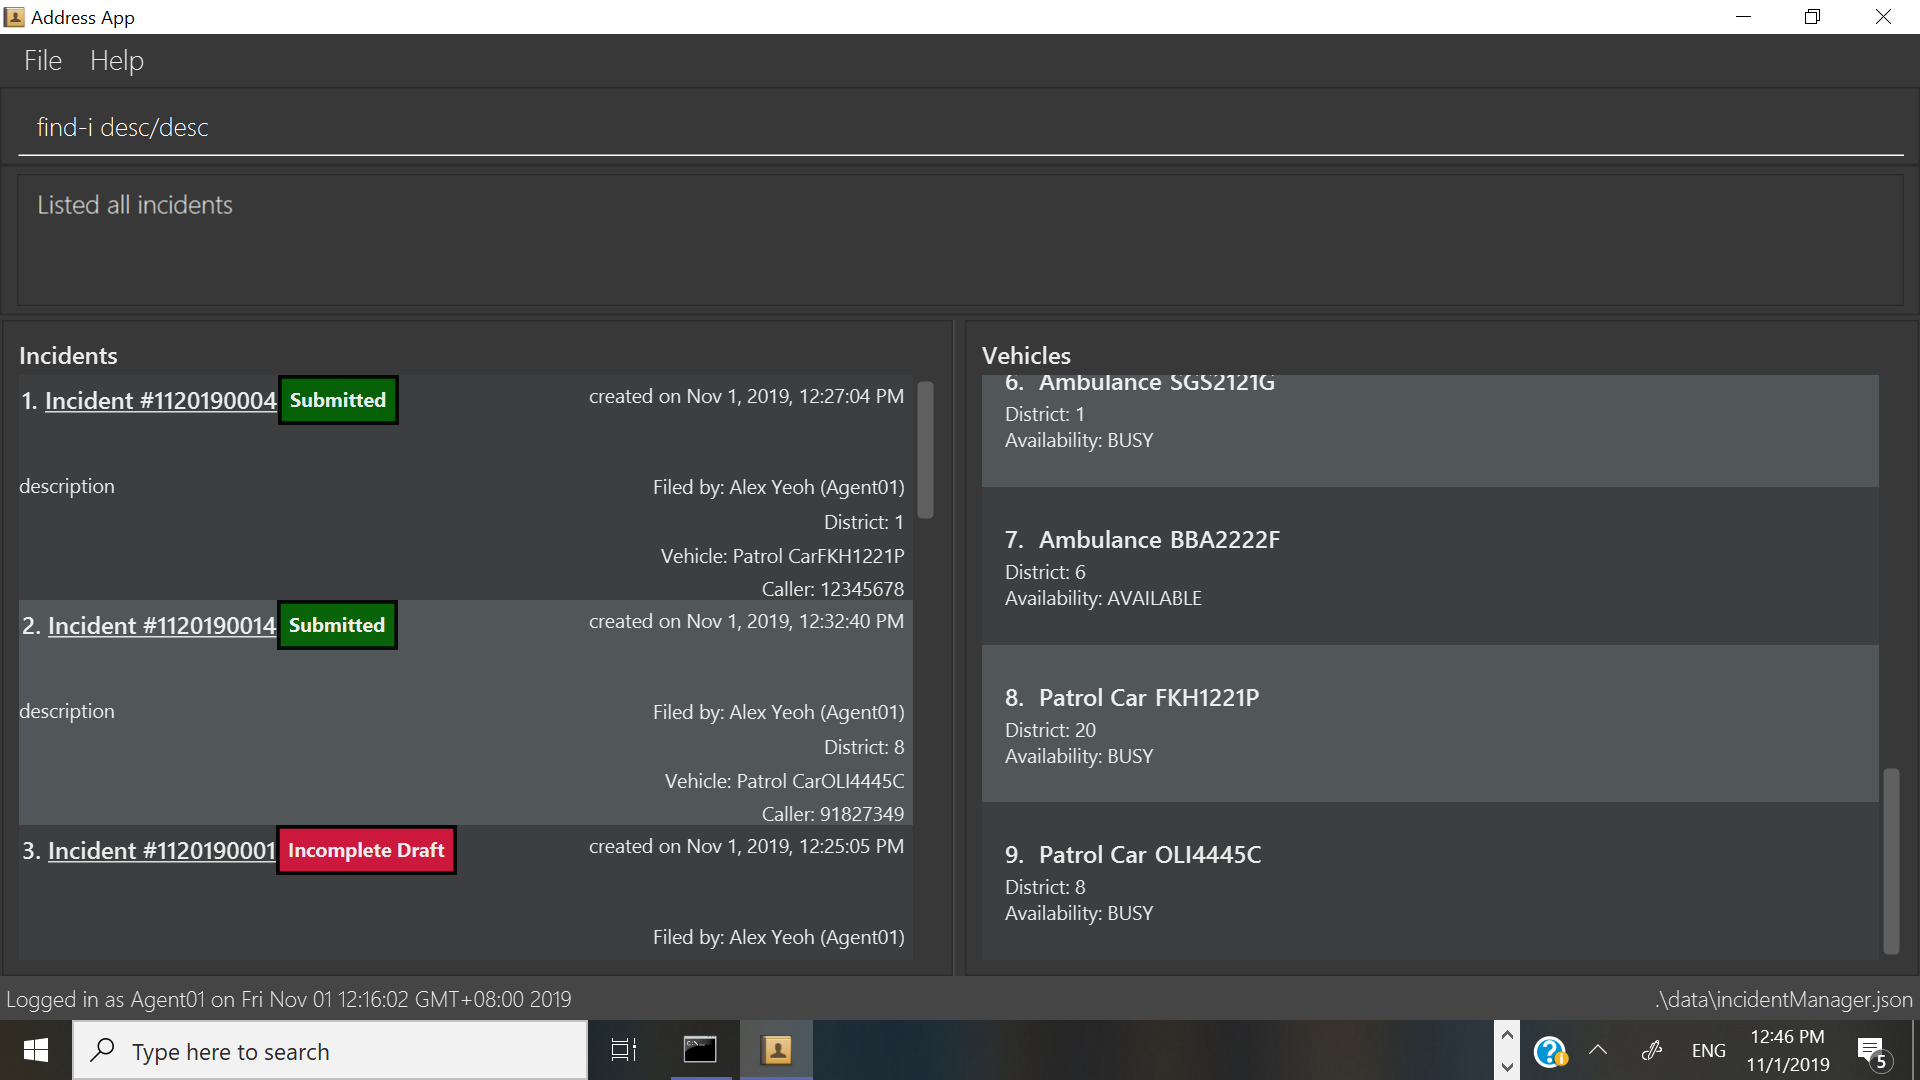 Address App
File Help
find-i desc/desc
Listed all incidents
Incidents
1. Incident #1120190004 Submitted created on Nov 1, 2019, 12:27:04 PM
description Filed by: Alex Yeoh (Agent01)
District: 1
Vehicle: Patrol CarFKH1221P
Caller: 12345678
2. Incident #1120190014 Submitted created on Nov 1, 2019, 12:32:40 PM
description Filed by: Alex Yeoh (Agent01)
District: 8
Vehicle: Patrol CarOLI4445C
Caller: 91827349
3. Incident #1120190001 Incomplete Draft created on Nov 1, 2019, 12:25:05 PM
Filed by: Alex Yeoh (Agent01)
Vehicles
6. Ambulance SGS2121G
District: 1
Availability: BUSY
7. Ambulance BBA2222F
District: 6
Availability: AVAILABLE
8. Patrol Car FKH1221P
District: 20
Availability: BUSY
9. Patrol Car OLI4445C
District: 8
Availability: BUSY
Logged in as Agent01 on Fri Nov 01 12:16:02 GMT+08:00 2019 .\data\incidentManager.json
Type here to search
ENG
12:46 PM
11/1/2019
5